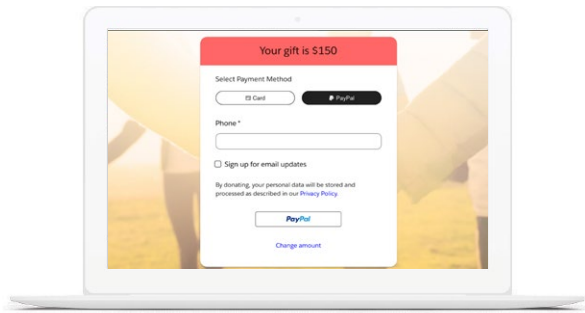 Your gift is $150
Select Payment Method
Card
PayPal
Phone *
Sign up for email updates
By donating, your personal data will be stored and
processed as described in our Privacy Policy.
PayPal
Change amount